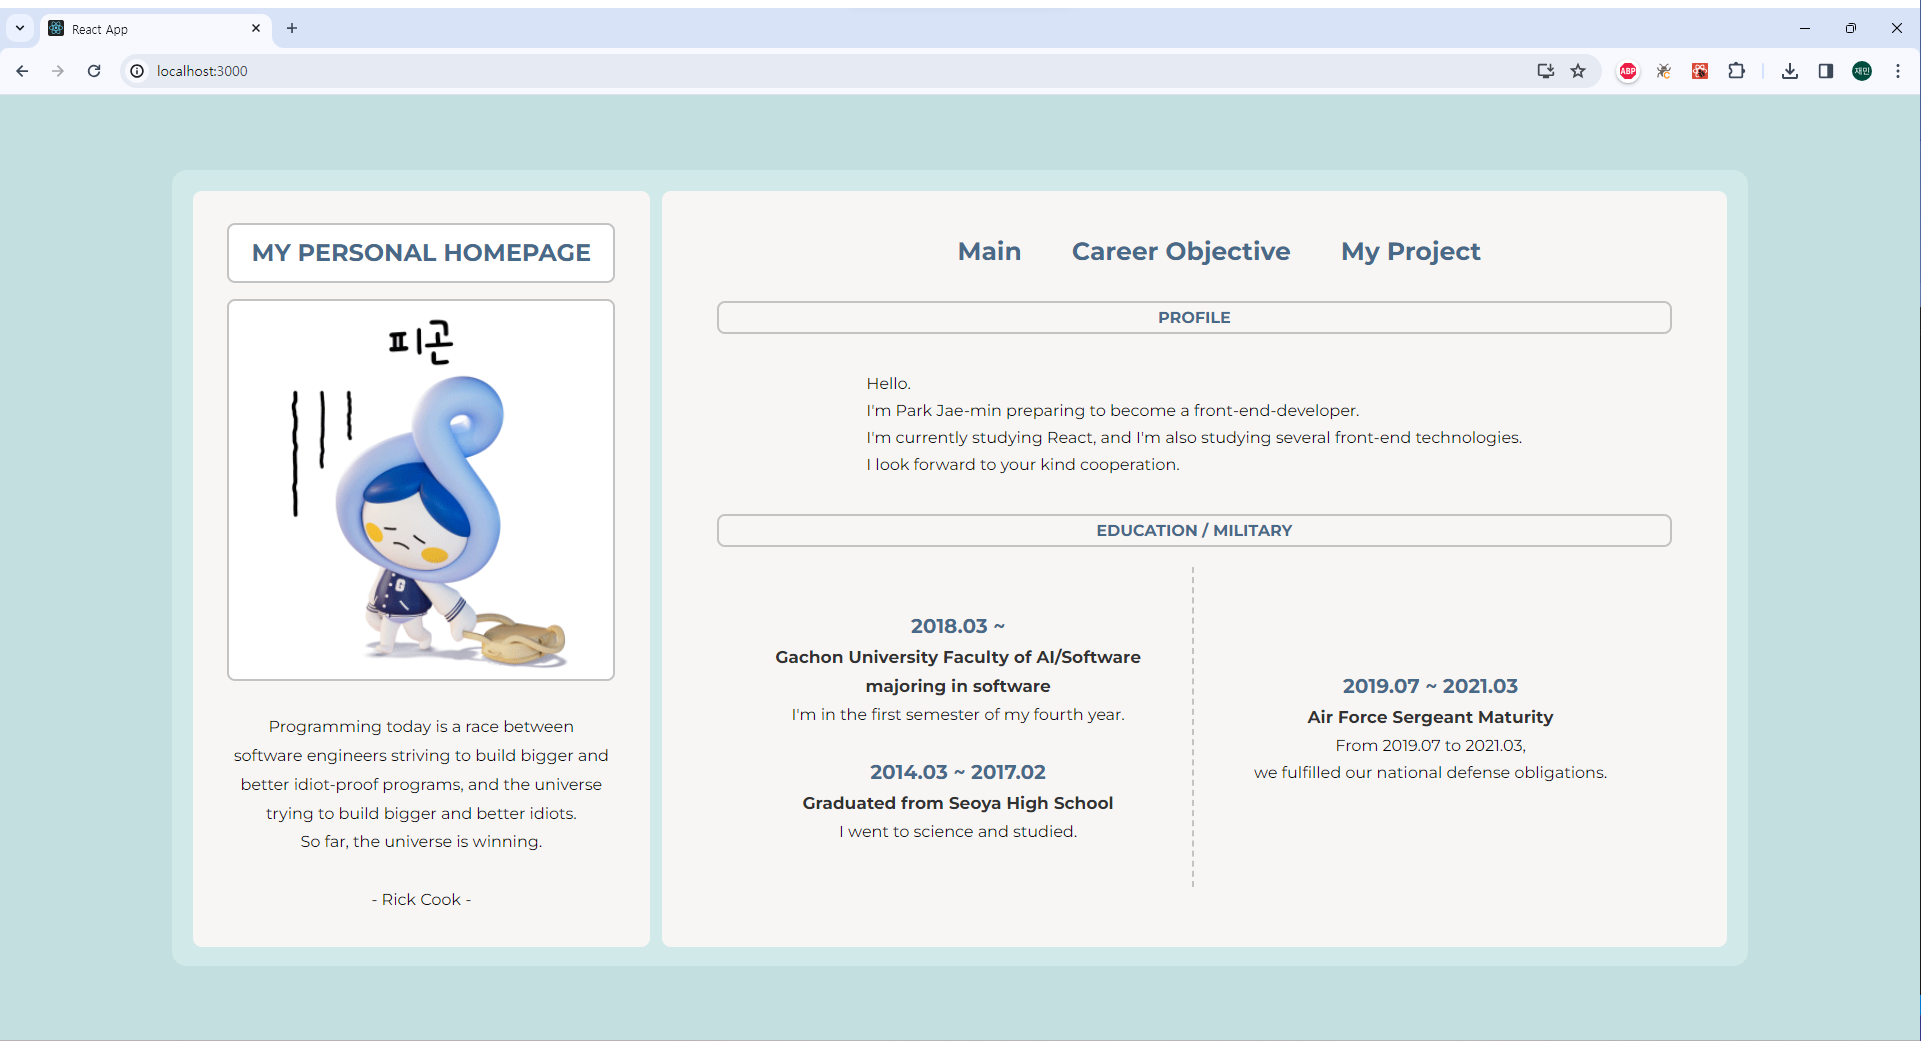 React App
localhost:3000
ABP
재민
MY PERSONAL HOMEPAGE
피곤
G
Programming today is a race between
software engineers striving to build bigger and
better idiot-proof programs, and the universe
trying to build bigger and better idiots.
So far, the universe is winning.
- Rick Cook -
Main Career Objective My Project
PROFILE
Hello.
I'm Park Jae-min preparing to become a front-end-developer.
I'm currently studying React, and I'm also studying several front-end technologies.
I look forward to your kind cooperation.
EDUCATION / MILITARY
2018.03 ~
Gachon University Faculty of AI/Software
majoring in software
I'm in the first semester of my fourth year.
2014.03 ~ 2017.02
Graduated from Seoya High School
I went to science and studied.
2019.07 ~ 2021.03
Air Force Sergeant Maturity
From 2019.07 to 2021.03,
we fulfilled our national defense obligations.